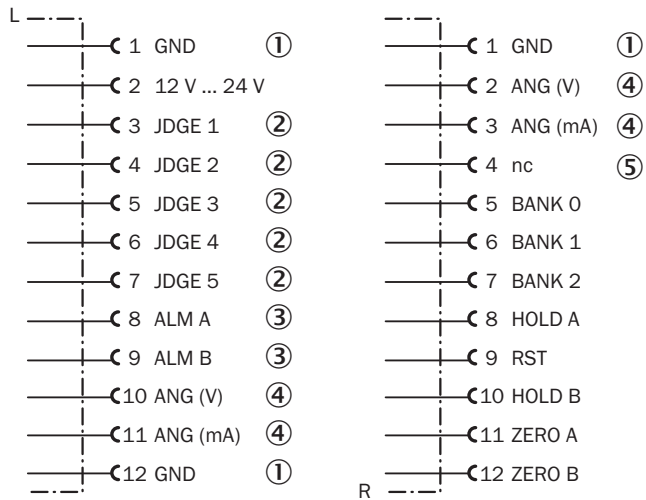 L
1 GND ①
2 12 V ... 24 V
3 JDGE 1 ②
4 JDGE 2 ②
5 JDGE 3 ②
6 JDGE 4 ②
7 JDGE 5 ②
8 ALM A ③
9 ALM B ③
10 ANG (V) ④
11 ANG (mA) ④
12 GND ①
1 GND ①
2 ANG (V) ④
3 ANG (mA) ④
4 nc ⑤
5 BANK 0
6 BANK 1
7 BANK 2
8 HOLD A
9 RST
10 HOLD B
11 ZERO A
12 ZERO B
R